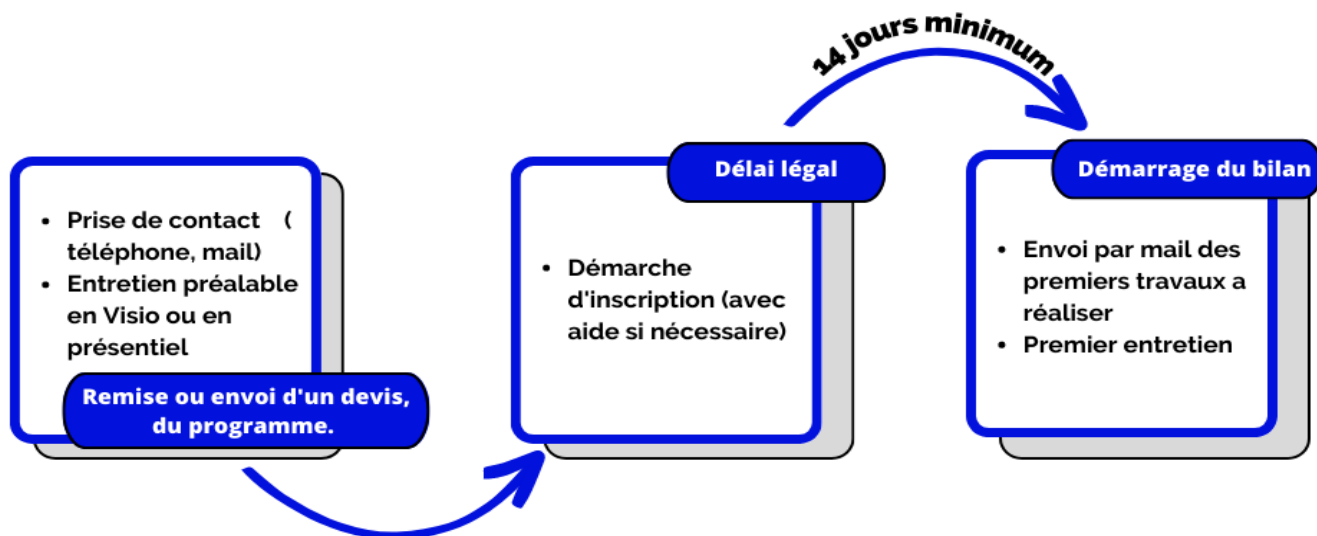 • Prise de contact (
téléphone, mail)
• Entretien préalable
en Visio ou en
présentiel
Remise ou envoi d'un devis,
du programme.
Délai légal
• Démarche
d'inscription (avec
aide si nécessaire)
14 jours minimum
Démarrage du bilan
• Envoi par mail des
premiers travaux a
réaliser
• Premier entretien